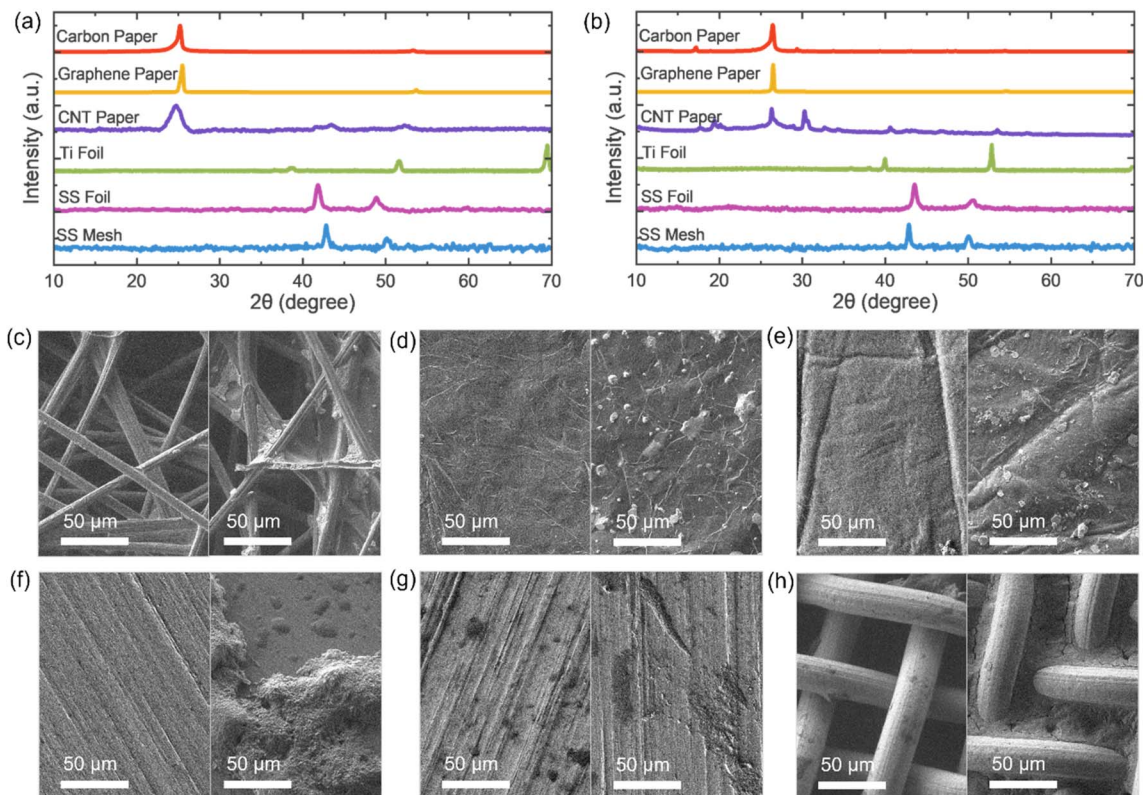 (a)
Carbon Paper
Graphene Paper
CNT Paper
Ti Foil
SS Foil
SS Mesh
Intensity (a.u.)
10 20 30 40 50 60 70
2θ (degree)
(b)
Carbon Paper
Graphene Paper
CNT Paper
Ti Foil
SS Foil
SS Mesh
Intensity (a.u.)
10 20 30 40 50 60 70
2θ (degree)
(c)
50 µm 50 µm
(d)
50 µm 50 µm
(e)
50 µm 50 µm
(f)
50 µm 50 µm
(g)
50 µm 50 µm
(h)
50 µm 50 µm